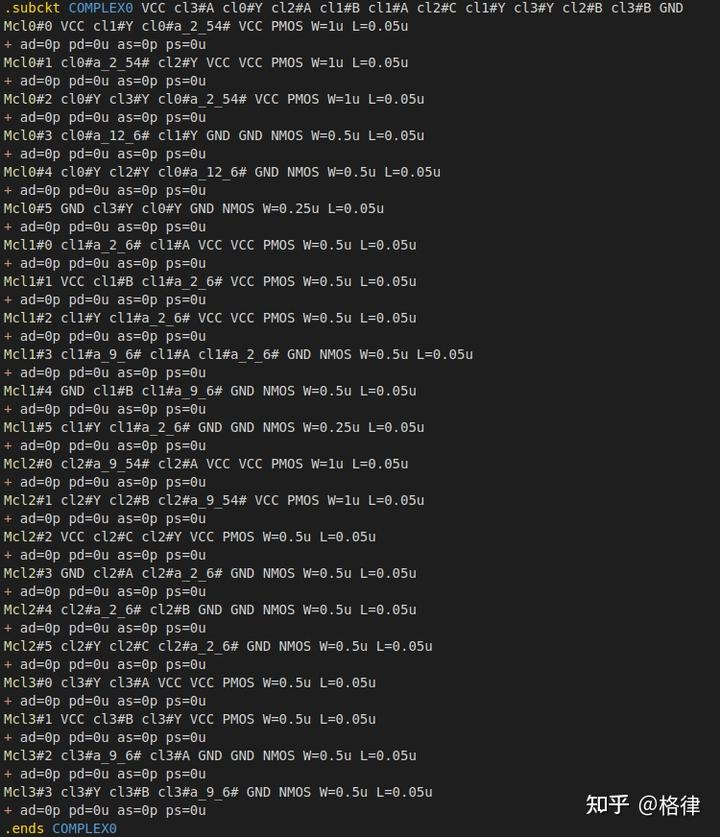 .subckt COMPLEX0 VCC cl3#A cl0#Y cl2#A cl1#B cl1#A cl2#C cl1#Y cl3#Y cl2#B cl3#B GND
Mcl0#0 VCC cl1#Y cl0#a_2_54# VCC PMOS W=1u L=0.05u
+ ad=0p pd=0u as=0p ps=0u
Mcl0#1 cl0#a_2_54# cl2#Y VCC VCC PMOS W=1u L=0.05u
+ ad=0p pd=0u as=0p ps=0u
Mcl0#2 cl0#Y cl3#Y cl0#a_2_54# VCC PMOS W=1u L=0.05u
+ ad=0p pd=0u as=0p ps=0u
Mcl0#3 cl0#a_12_6# cl1#Y GND GND NMOS W=0.5u L=0.05u
+ ad=0p pd=0u as=0p ps=0u
Mcl0#4 cl0#Y cl2#Y cl0#a_12_6# GND NMOS W=0.5u L=0.05u
+ ad=0p pd=0u as=0p ps=0u
Mcl0#5 GND cl3#Y cl0#Y GND NMOS W=0.25u L=0.05u
+ ad=0p pd=0u as=0p ps=0u
Mcl1#0 cl1#a_2_6# cl1#A VCC VCC PMOS W=0.5u L=0.05u
+ ad=0p pd=0u as=0p ps=0u
Mcl1#1 VCC cl1#B cl1#a_2_6# VCC PMOS W=0.5u L=0.05u
+ ad=0p pd=0u as=0p ps=0u
Mcl1#2 cl1#Y cl1#a_2_6# VCC VCC PMOS W=0.5u L=0.05u
+ ad=0p pd=0u as=0p ps=0u
Mcl1#3 cl1#a_9_6# cl1#A cl1#a_2_6# GND NMOS W=0.5u L=0.05u
+ ad=0p pd=0u as=0p ps=0u
Mcl1#4 GND cl1#B cl1#a_9_6# GND NMOS W=0.5u L=0.05u
+ ad=0p pd=0u as=0p ps=0u
Mcl1#5 cl1#Y cl1#a_2_6# GND GND NMOS W=0.25u L=0.05u
+ ad=0p pd=0u as=0p ps=0u
Mcl2#0 cl2#a_9_54# cl2#A VCC VCC PMOS W=1u L=0.05u
+ ad=0p pd=0u as=0p ps=0u
Mcl2#1 cl2#Y cl2#B cl2#a_9_54# VCC PMOS W=1u L=0.05u
+ ad=0p pd=0u as=0p ps=0u
Mcl2#2 VCC cl2#C cl2#Y VCC PMOS W=0.5u L=0.05u
+ ad=0p pd=0u as=0p ps=0u
Mcl2#3 GND cl2#A cl2#a_2_6# GND NMOS W=0.5u L=0.05u
+ ad=0p pd=0u as=0p ps=0u
Mcl2#4 cl2#a_2_6# cl2#B GND GND NMOS W=0.5u L=0.05u
+ ad=0p pd=0u as=0p ps=0u
Mcl2#5 cl2#Y cl2#C cl2#a_2_6# GND NMOS W=0.5u L=0.05u
+ ad=0p pd=0u as=0p ps=0u
Mcl3#0 cl3#Y cl3#A VCC VCC PMOS W=0.5u L=0.05u
+ ad=0p pd=0u as=0p ps=0u
Mcl3#1 VCC cl3#B cl3#Y VCC PMOS W=0.5u L=0.05u
+ ad=0p pd=0u as=0p ps=0u
Mcl3#2 cl3#a_9_6# cl3#A GND GND NMOS W=0.5u L=0.05u
+ ad=0p pd=0u as=0p ps=0u
Mcl3#3 cl3#Y cl3#B cl3#a_9_6# GND NMOS W=0.5u L=0.05u
+ ad=0p pd=0u as=0p ps=0u
.ends COMPLEX0
知乎 @格律